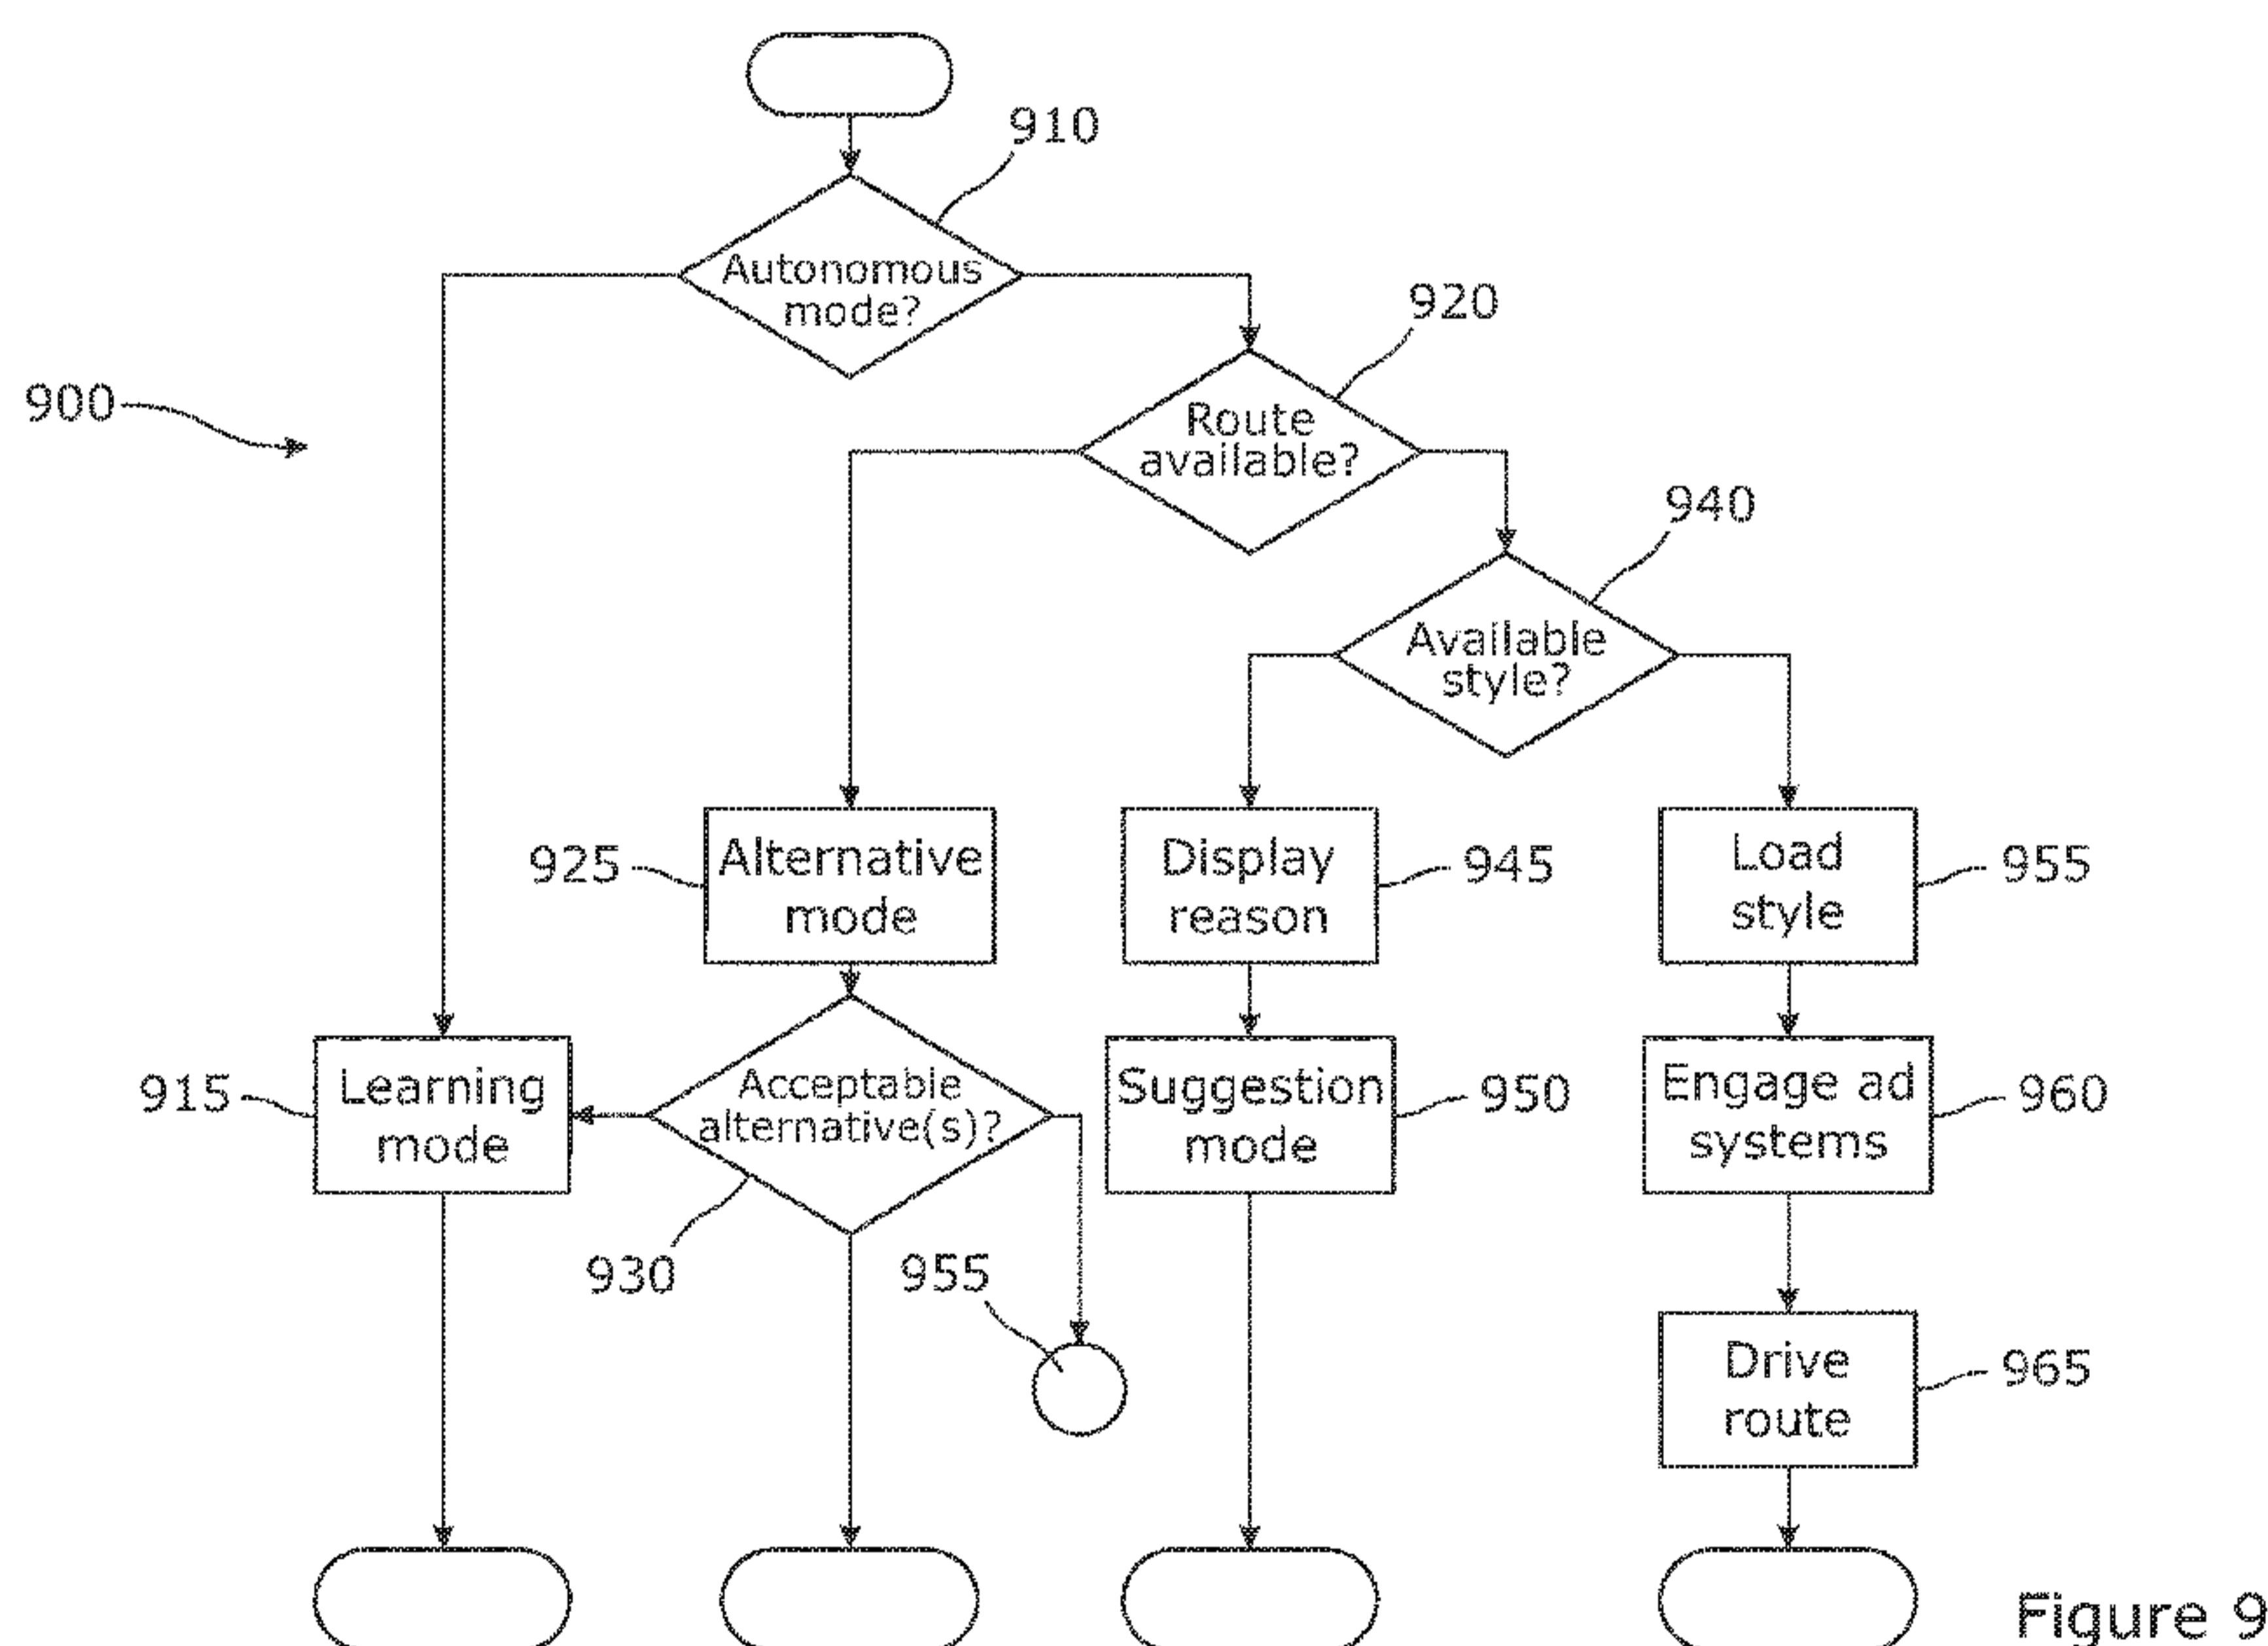 910
Autonomous
mode?
920
900
Route
available?
940
Available
style?
925
Alternative
mode
Display
reason
945
Load
style
955
915
Learning
mode
Acceptable
alternative(s)?
Suggestion
mode
950
Engage ad
systems
960
930
955
Drive
route
965
Figure 9